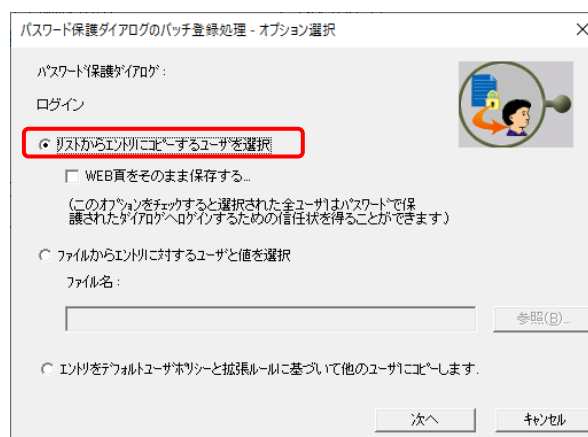 パスワード保護ダイアログのバッチ登録処理 - オプション選択
パスワード保護ダイアログ:
ログイン
リストからエントリにコピーするユーザを選択
WEB頁をそのまま保存する...
(このオプションをチェックすると選択された全ユーザはパスワードで保
護されたダイアログへログインするための信任状を得ることができます.)
ファイルからエントリに対するユーザと値を選択
ファイル名:
参照(B)...
エントリをデフォルトユーザポリシーと拡張ルールに基づいて他のユーザにコピーします.
次へ
キャンセル